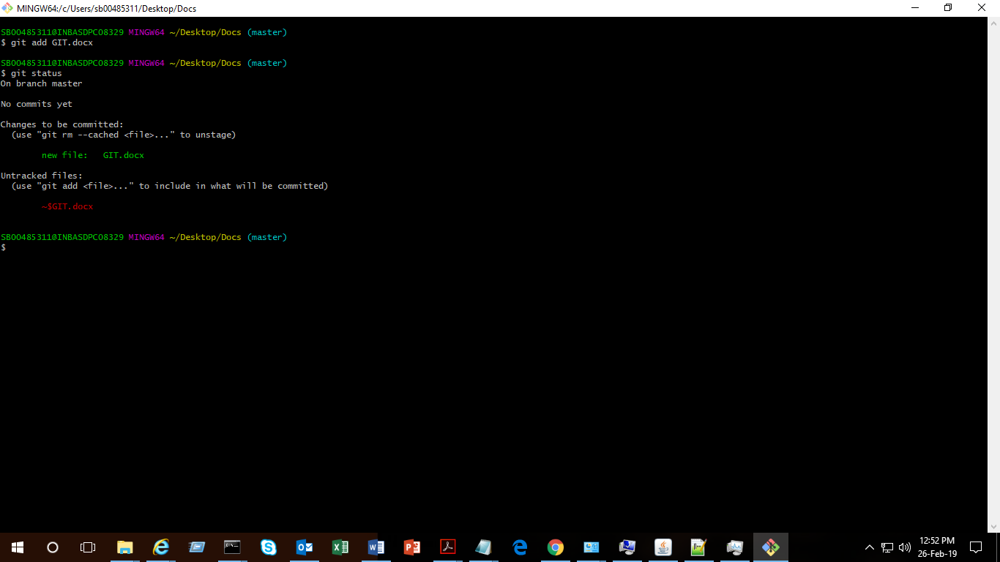 MINGW64:/c/Users/sb00485311/Desktop/Docs
SB00485311@INBASDPC08329 MINGW64 ~/Desktop/Docs (master)
$ git add GIT.docx
SB00485311@INBASDPC08329 MINGW64 ~/Desktop/Docs (master)
$ git status
On branch master
No commits yet
Changes to be committed:
(use "git rm --cached <file>..." to unstage)
new file: GIT.docx
Untracked files:
(use "git add <file>..." to include in what will be committed)
~$GIT.docx
SB00485311@INBASDPC08329 MINGW64 ~/Desktop/Docs (master)
$
12:52 PM
26-Feb-19